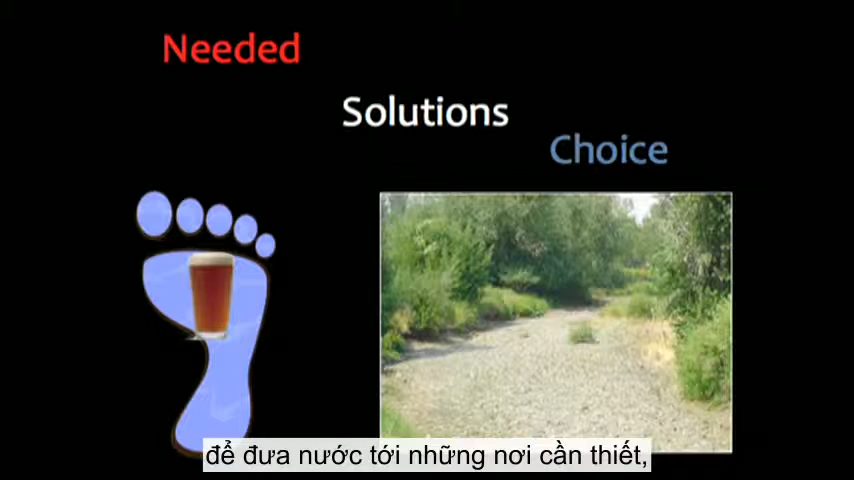 Needed
Solutions
Choice
để đưa nước tới những nơi cần thiết,